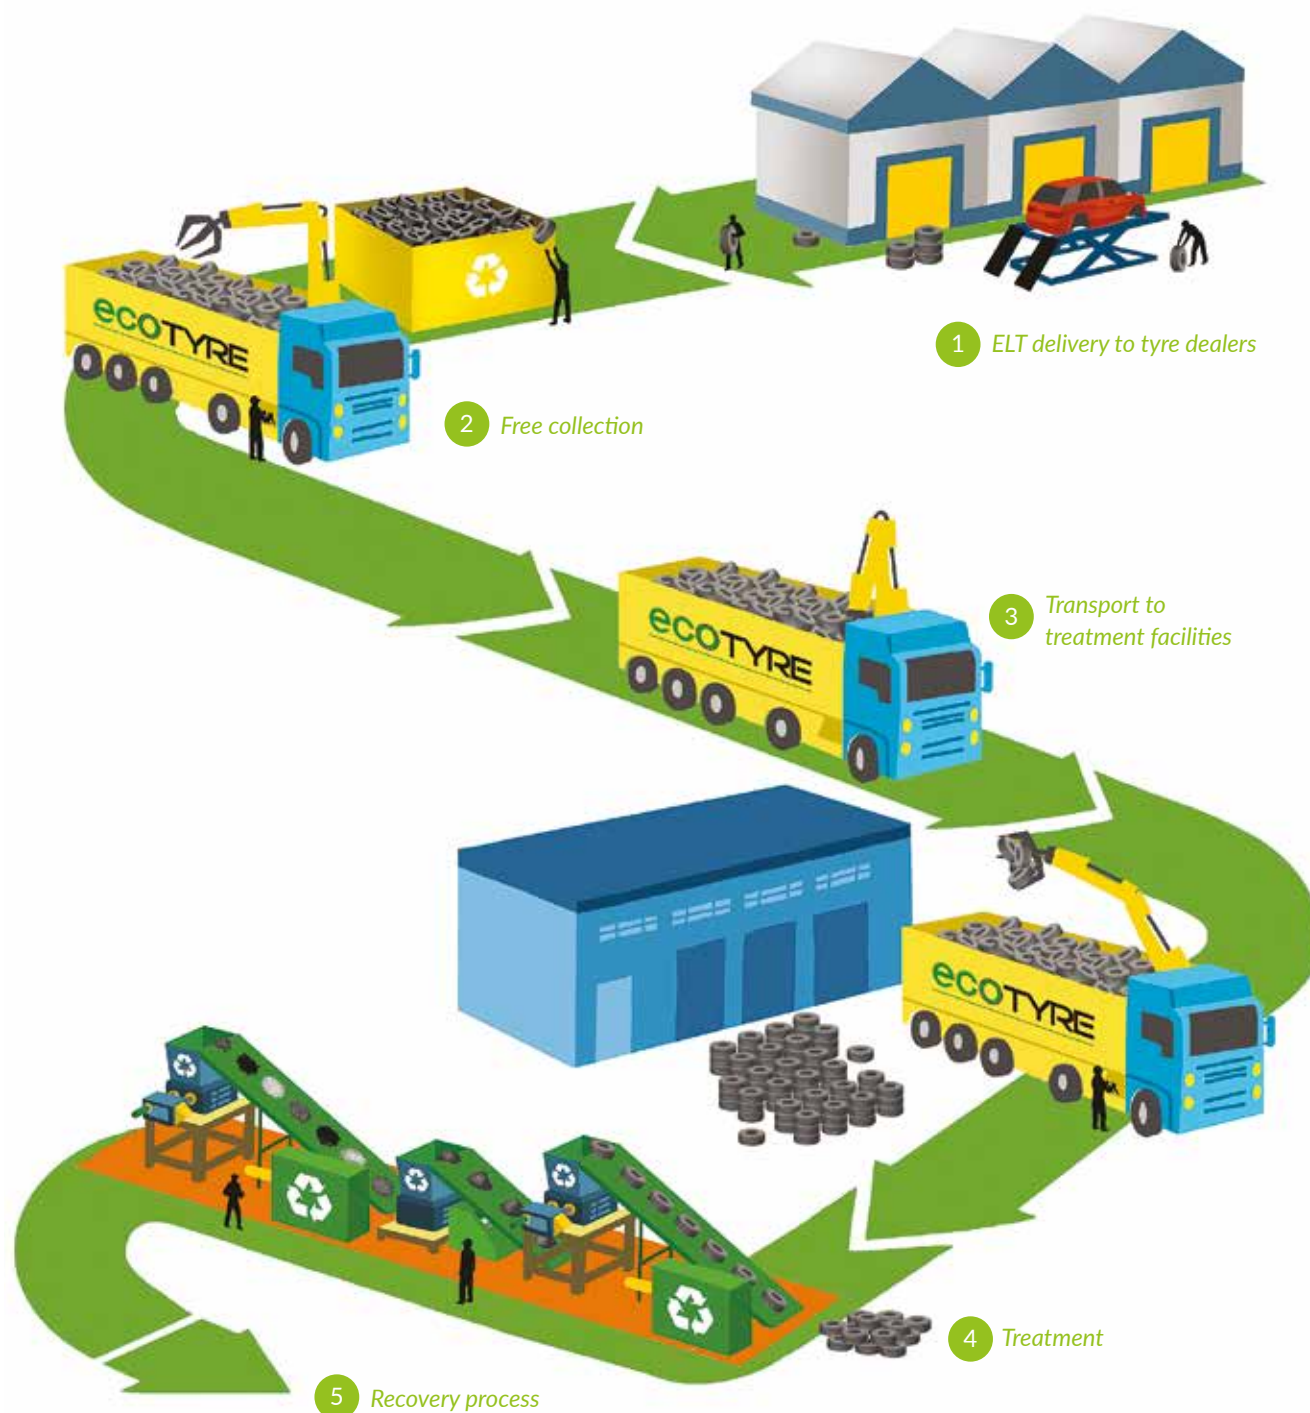 1 ELT delivery to tyre dealers
ecoTYRE
2 Free collection
3 Transport to
treatment facilities
ecoTYRE
ecoTYRE
4 Treatment
5 Recovery process